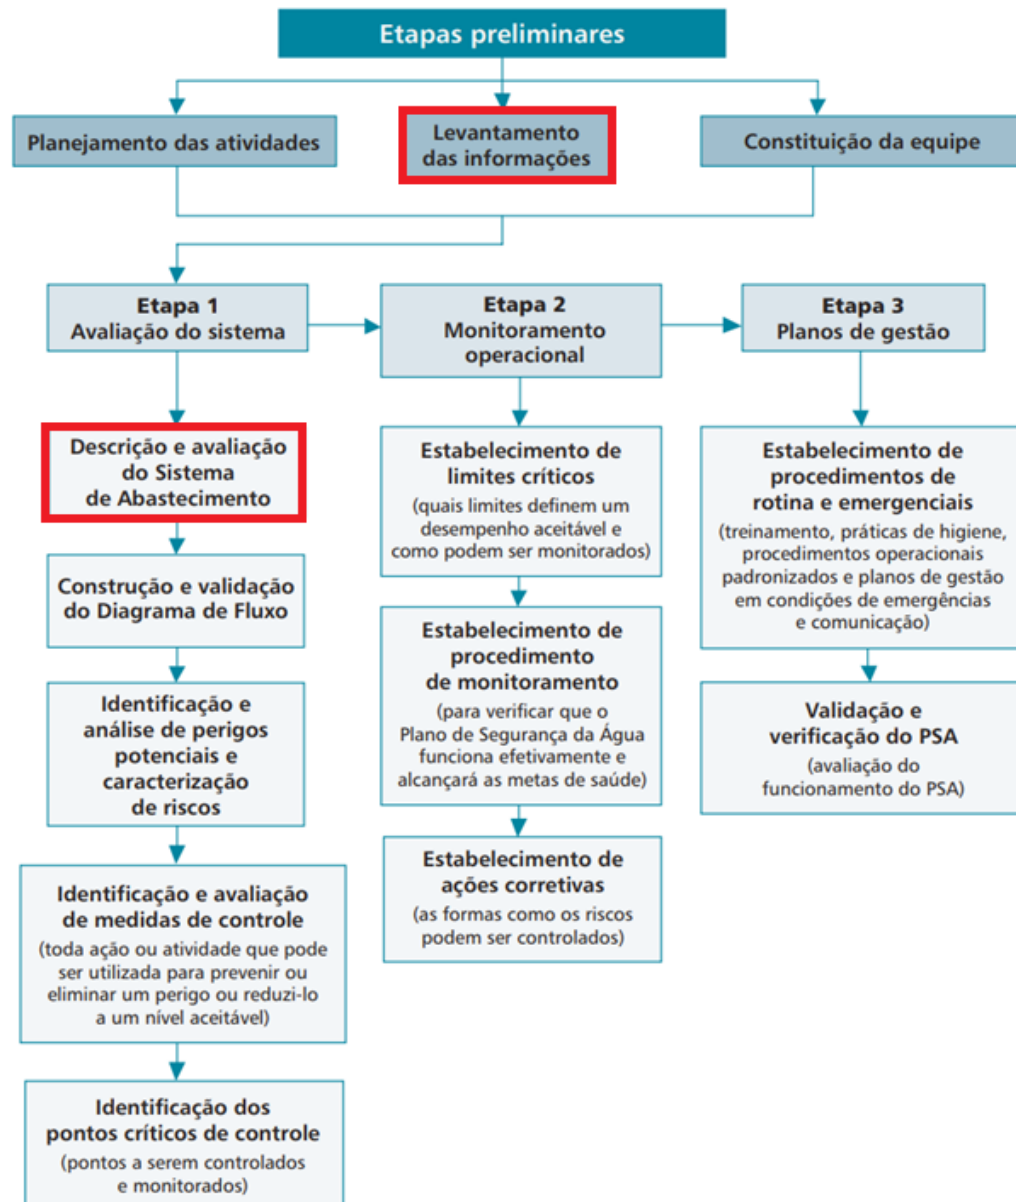 Etapas preliminares
Planejamento das atividades
Levantamento
das informações
Constituição da equipe
Etapa 1
Avaliação do sistema
Etapa 2
Monitoramento
operacional
Etapa 3
Planos de gestão
Descrição e avaliação
do Sistema
de Abastecimento
Construção e validação
do Diagrama de Fluxo
Identificação e
análise de perigos
potenciais e
caracterização
de riscos
Identificação e avaliação
de medidas de controle
(toda ação ou atividade que pode
ser utilizada para prevenir ou
eliminar um perigo ou reduzi-lo
a um nível aceitável)
Identificação dos
pontos críticos de controle
(pontos a serem controlados
e monitorados)
Estabelecimento de
limites críticos
(quais limites definem um
desempenho aceitável e
como podem ser monitorados)
Estabelecimento de
procedimento
de monitoramento
(para verificar que o
Plano de Segurança da Água
funciona efetivamente e
alcançará as metas de saúde)
Estabelecimento de
ações corretivas
(as formas como os riscos
podem ser controlados)
Estabelecimento de
procedimentos de
rotina e emergenciais
(treinamento, práticas de higiene,
procedimentos operacionais
padronizados e planos de gestão
em condições de emergências
e comunicação)
Validação e
verificação do PSA
(avaliação do
funcionamento do PSA)